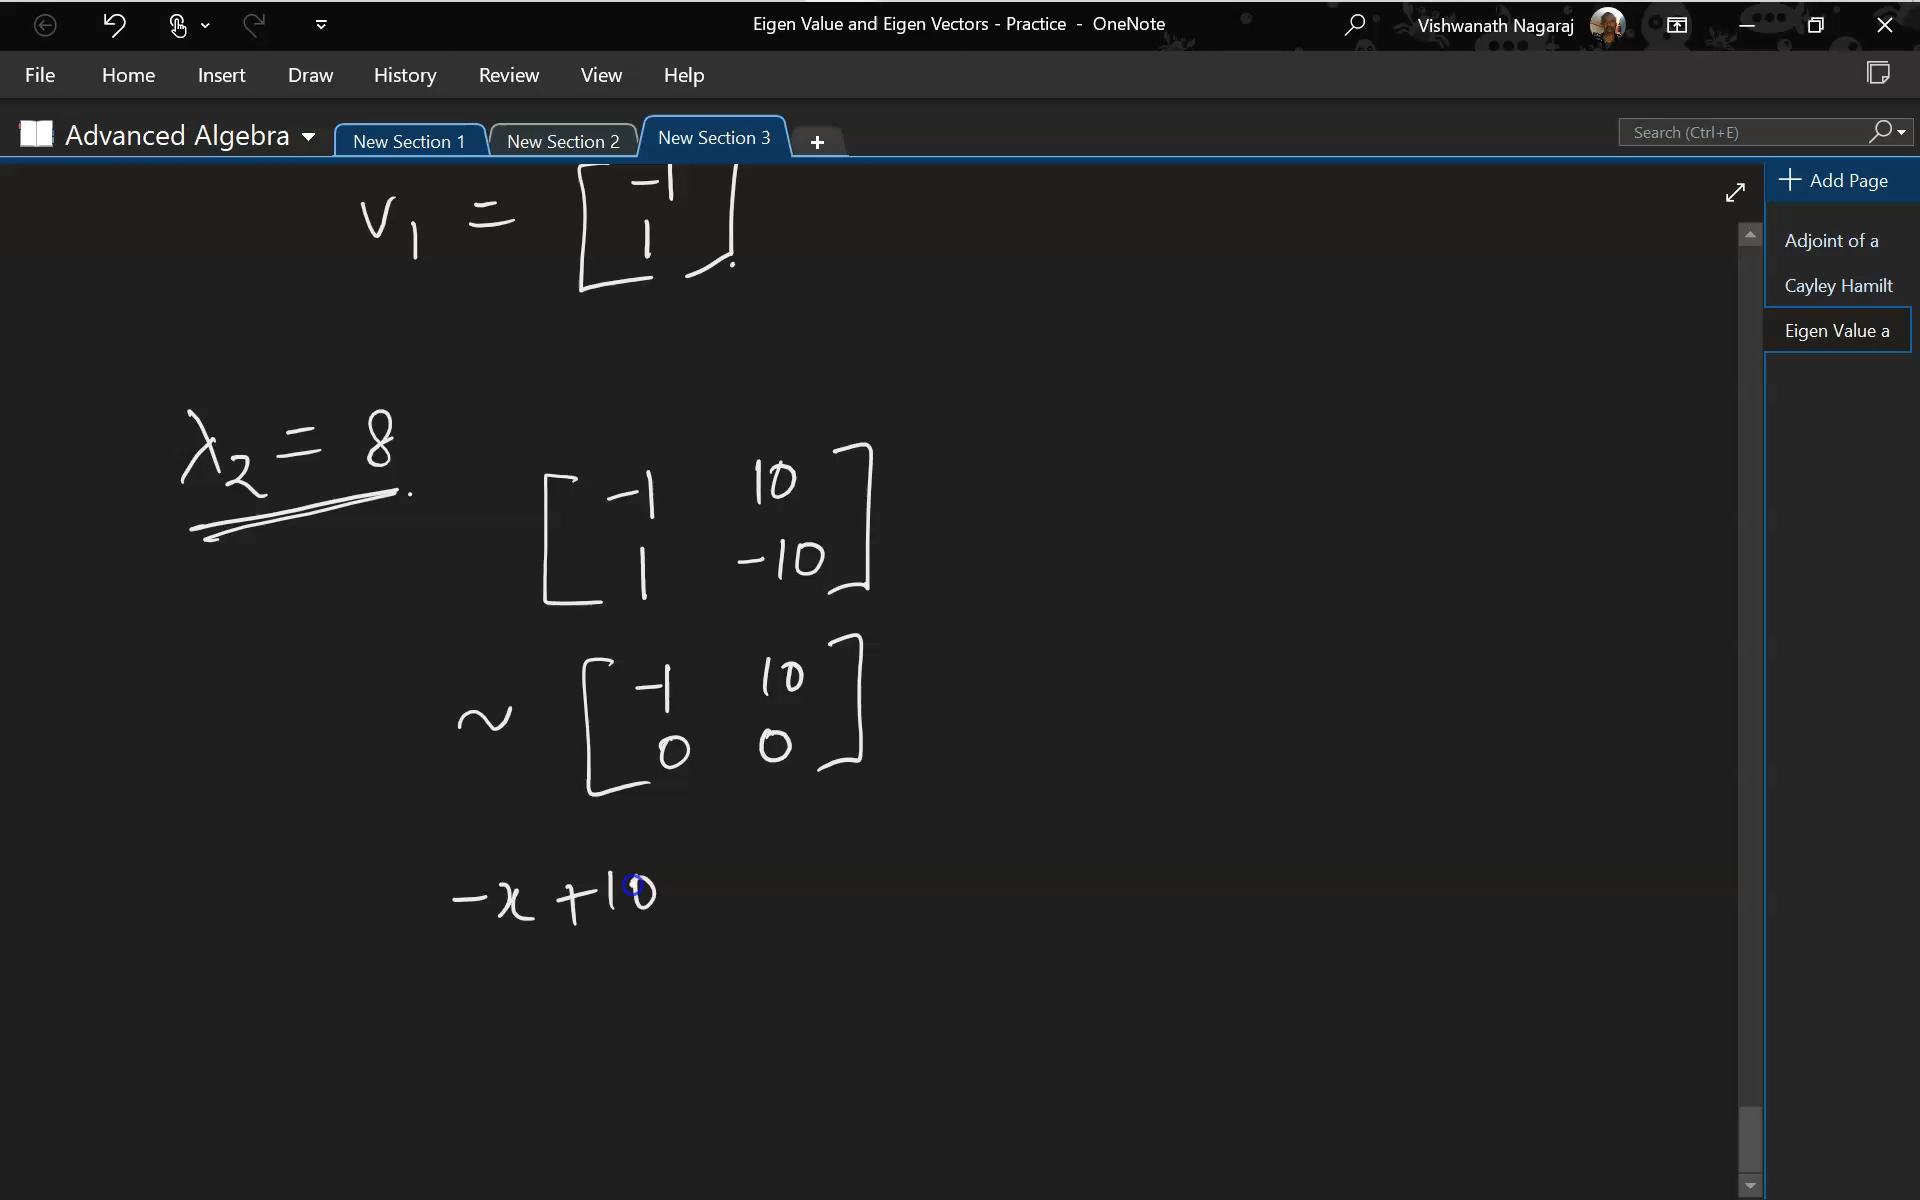 Eigen Value and Eigen Vectors - Practice - OneNote
Vishwanath Nagaraj
File Home Insert Draw History Review View Help
Advanced Algebra New Section 1 New Section 2 New Section 3 +
Search (Ctrl+E)
Add Page
Adjoint of a
Cayley Hamilt
Eigen Value a
v₁ = [-1
1].
λ₂ = 8.
[-1 10
1 -10]
~ [-1 10
0 0]
-x +10